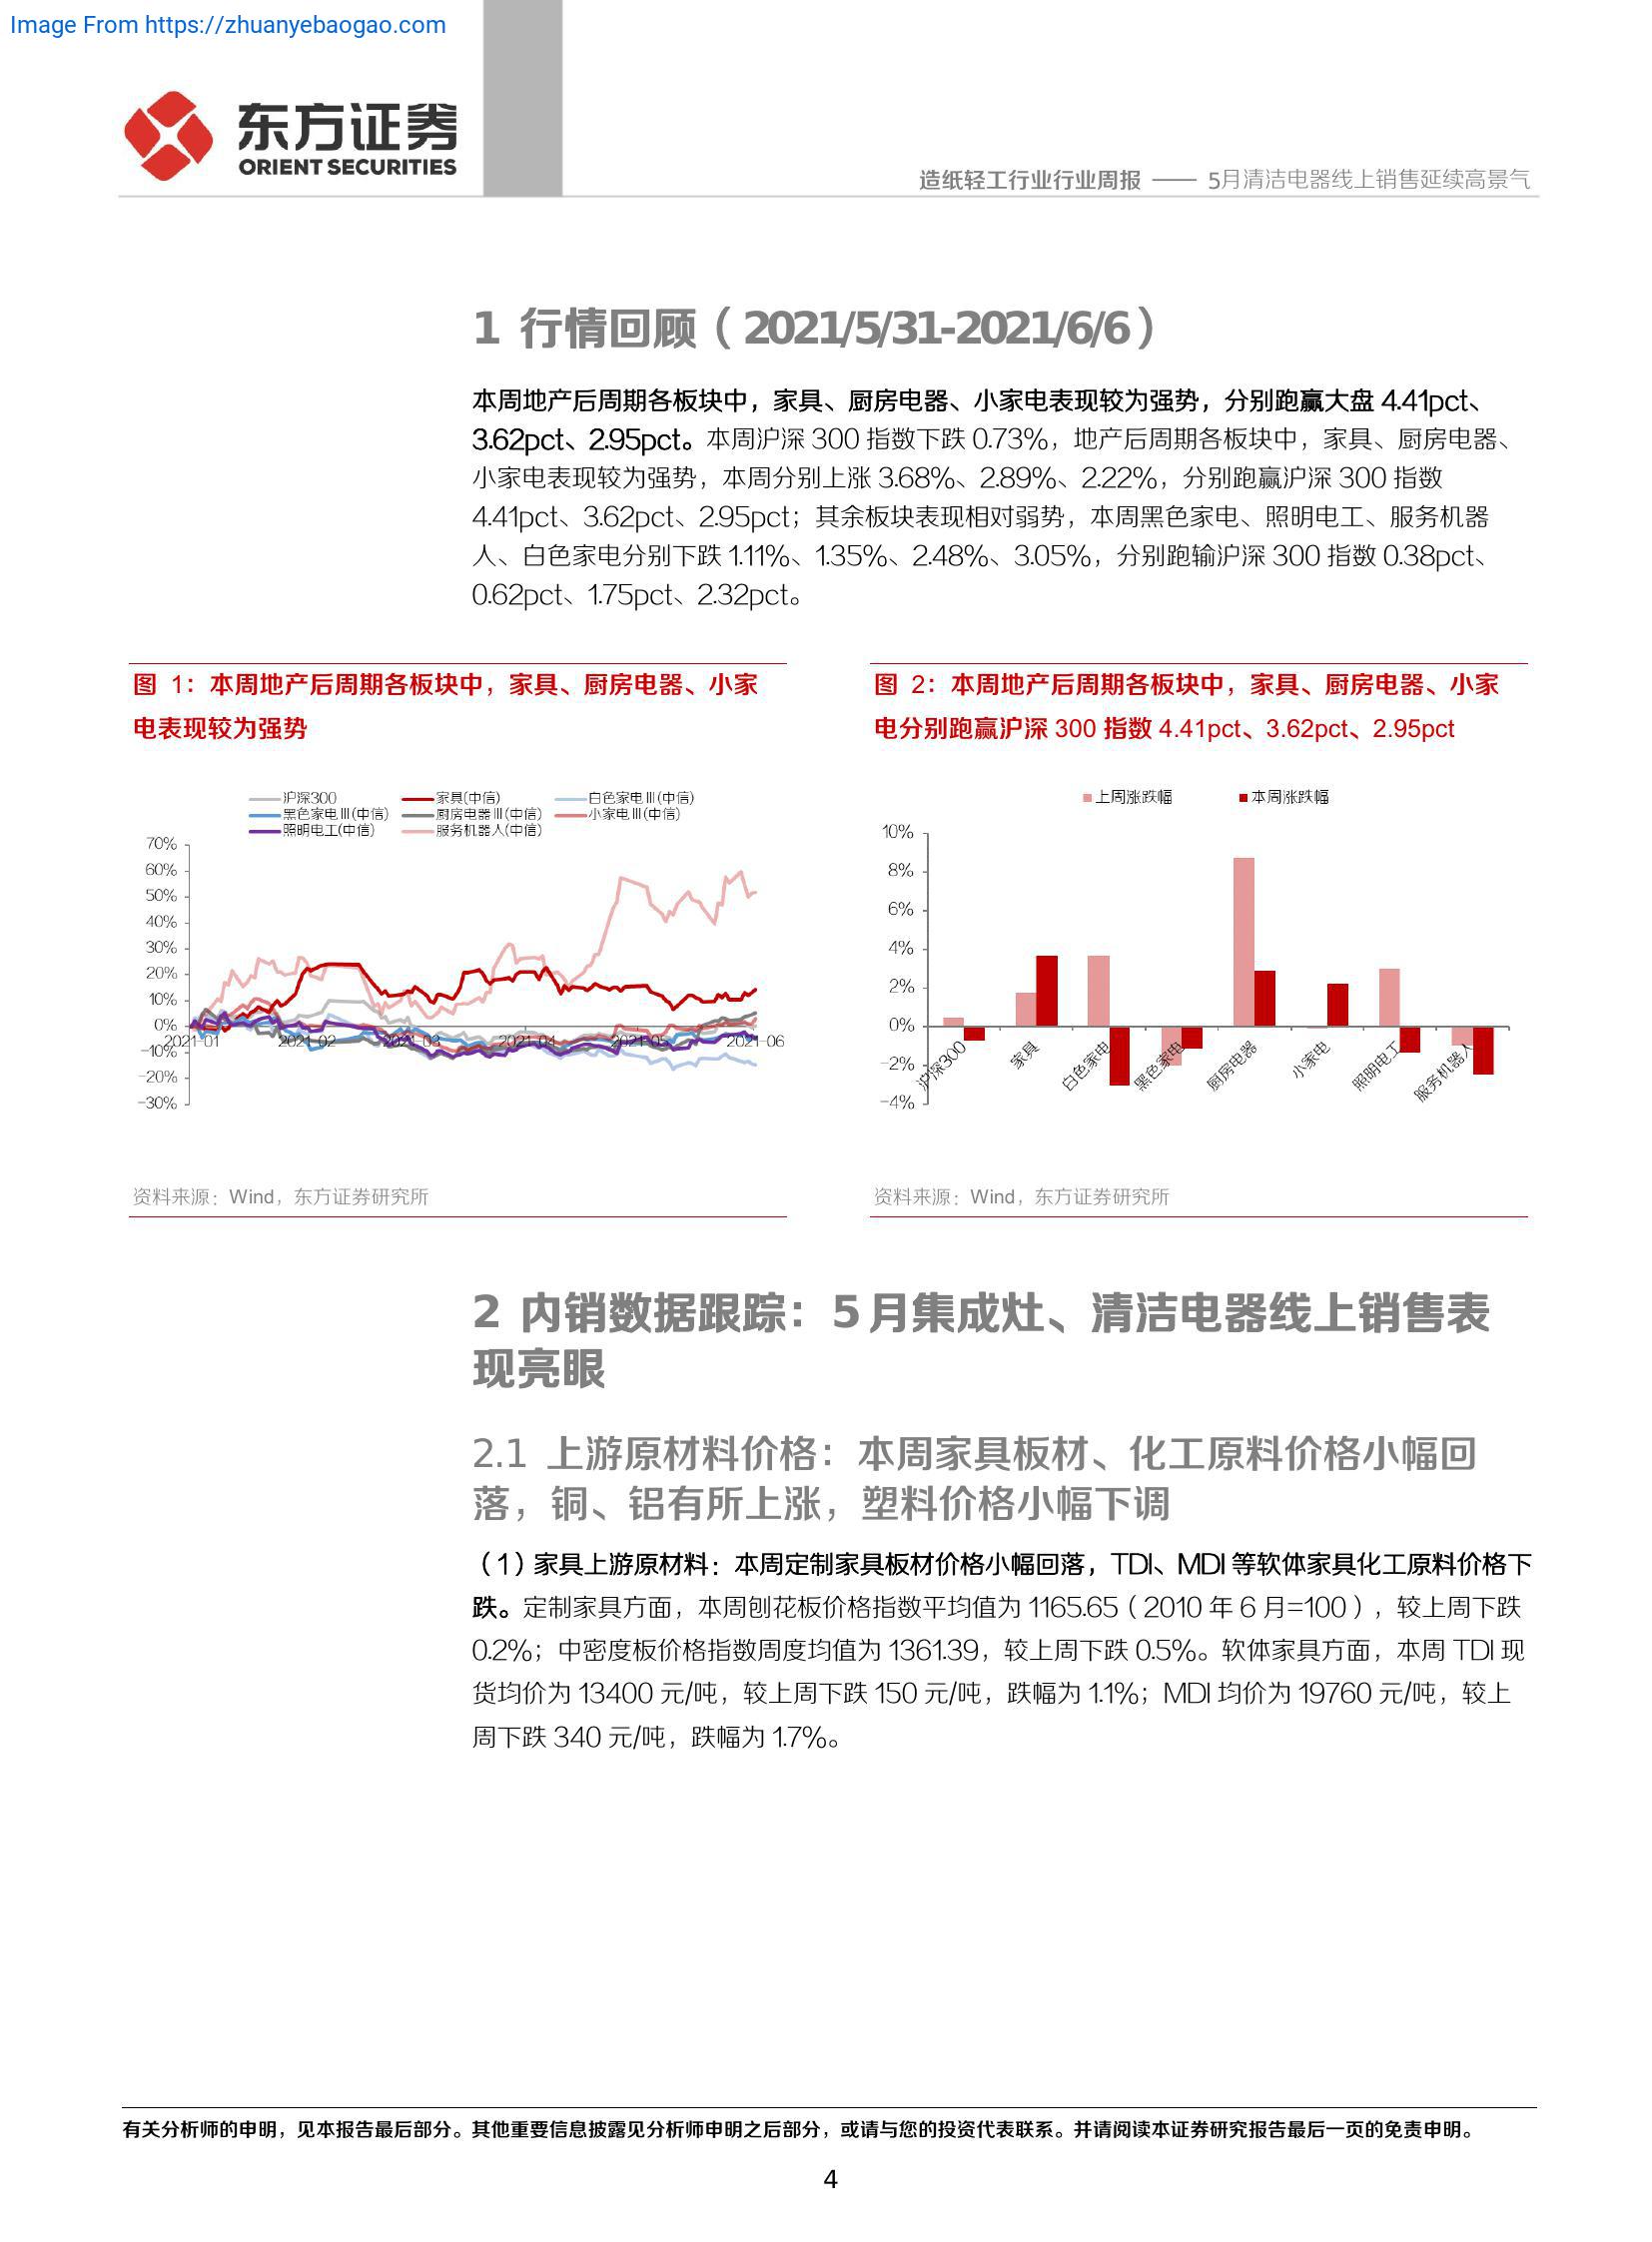 Image From https://zhuanyebaogao.com
东方证券
ORIENT SECURITIES
造纸轻工行业行业周报 —— 5月清洁电器线上销售延续高景气
1 行情回顾（2021/5/31-2021/6/6）
本周地产后周期各板块中，家具、厨房电器、小家电表现较为强势，分别跑赢大盘 4.41pct、
3.62pct、2.95pct。本周沪深 300 指数下跌 0.73%，地产后周期各板块中，家具、厨房电器、
小家电表现较为强势，本周分别上涨 3.68%、2.89%、2.22%，分别跑赢沪深 300 指数
4.41pct、3.62pct、2.95pct；其余板块表现相对弱势，本周黑色家电、照明电工、服务机器
人、白色家电分别下跌 1.11%、1.35%、2.48%、3.05%，分别跑输沪深 300 指数 0.38pct、
0.62pct、1.75pct、2.32pct。
图 1：本周地产后周期各板块中，家具、厨房电器、小家
电表现较为强势
沪深300 家具(中信) 白色家电Ⅲ(中信)
黑色家电Ⅲ(中信) 厨房电器Ⅲ(中信) 小家电Ⅲ(中信)
照明电工(中信) 服务机器人(中信)
70%
60%
50%
40%
30%
20%
10%
0%
-10%
-20%
-30%
2021-01 2021-02 2021-03 2021-04 2021-05 2021-06
资料来源：Wind，东方证券研究所
图 2：本周地产后周期各板块中，家具、厨房电器、小家
电分别跑赢沪深 300 指数 4.41pct、3.62pct、2.95pct
上周涨跌幅 本周涨跌幅
10%
8%
6%
4%
2%
0%
-2%
-4%
沪深300 家具 白色家电 黑色家电 厨房电器 小家电 照明电工 服务机器人
资料来源：Wind，东方证券研究所
2 内销数据跟踪：5月集成灶、清洁电器线上销售表
现亮眼
2.1 上游原材料价格：本周家具板材、化工原料价格小幅回
落，铜、铝有所上涨，塑料价格小幅下调
（1）家具上游原材料：本周定制家具板材价格小幅回落，TDI、MDI 等软体家具化工原料价格下
跌。定制家具方面，本周刨花板价格指数平均值为 1165.65（2010 年 6 月=100），较上周下跌
0.2%；中密度板价格指数周度均值为 1361.39，较上周下跌 0.5%。软体家具方面，本周 TDI 现
货均价为 13400 元/吨，较上周下跌 150 元/吨，跌幅为 1.1%；MDI 均价为 19760 元/吨，较上
周下跌 340 元/吨，跌幅为 1.7%。
有关分析师的申明，见本报告最后部分。其他重要信息披露见分析师申明之后部分，或请与您的投资代表联系。并请阅读本证券研究报告最后一页的免责申明。
4